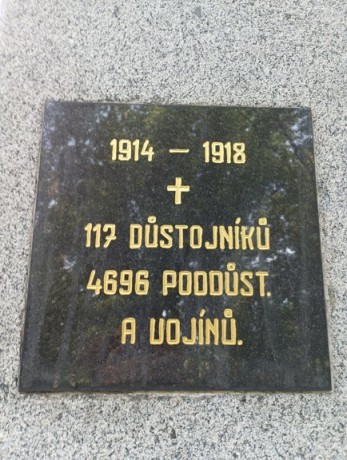 1914 – 1918
✝
117 DŮSTOJNÍKŮ
4696 PODDŮST.
A VOJÍNŮ.